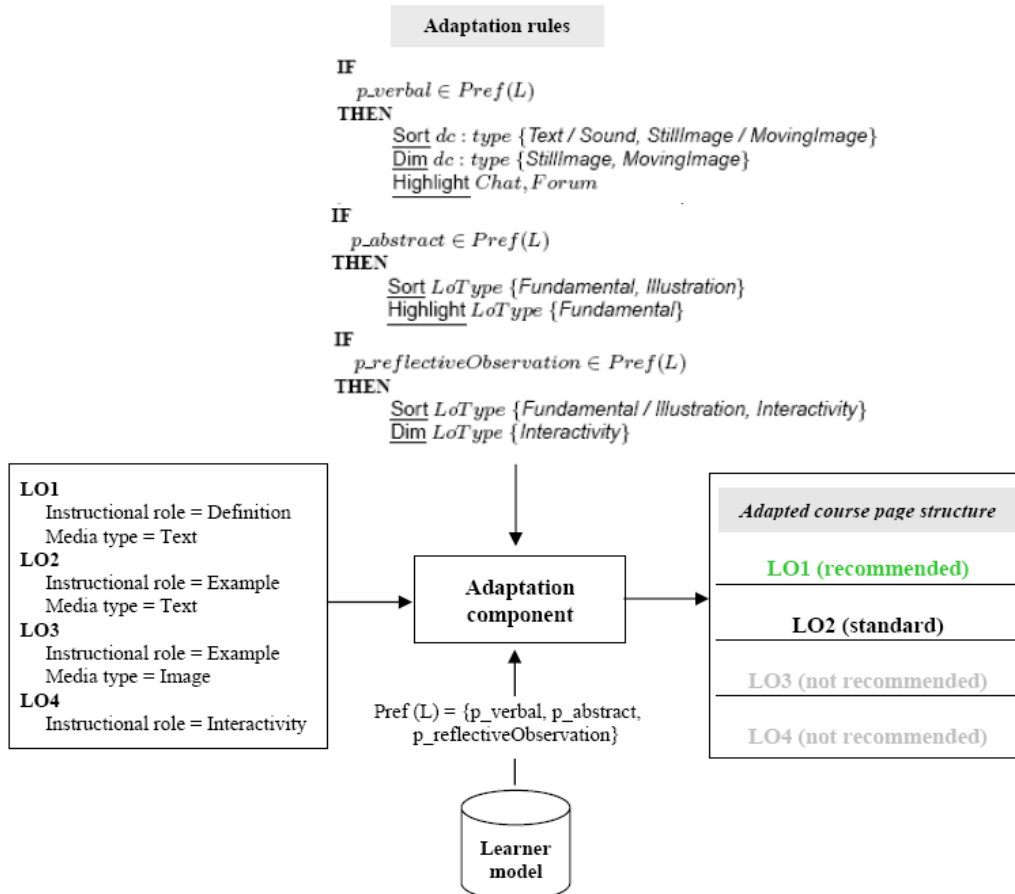 Adaptation rules
IF
p_verbal ∈ Pref(L)
THEN
Sort dc : type {Text / Sound, StillImage / MovingImage}
Dim dc : type {StillImage, MovingImage}
Highlight Chat, Forum
IF
p_abstract ∈ Pref(L)
THEN
Sort LoType {Fundamental, Illustration}
Highlight LoType {Fundamental}
IF
p_reflectiveObservation ∈ Pref(L)
THEN
Sort LoType {Fundamental / Illustration, Interactivity}
Dim LoType {Interactivity}
LO1
Instructional role = Definition
Media type = Text
LO2
Instructional role = Example
Media type = Text
LO3
Instructional role = Example
Media type = Image
LO4
Instructional role = Interactivity
Adaptation
component
Pref (L) = {p_verbal, p_abstract,
p_reflectiveObservation}
Learner
model
Adapted course page structure
LO1 (recommended)
LO2 (standard)
LO3 (not recommended)
LO4 (not recommended)